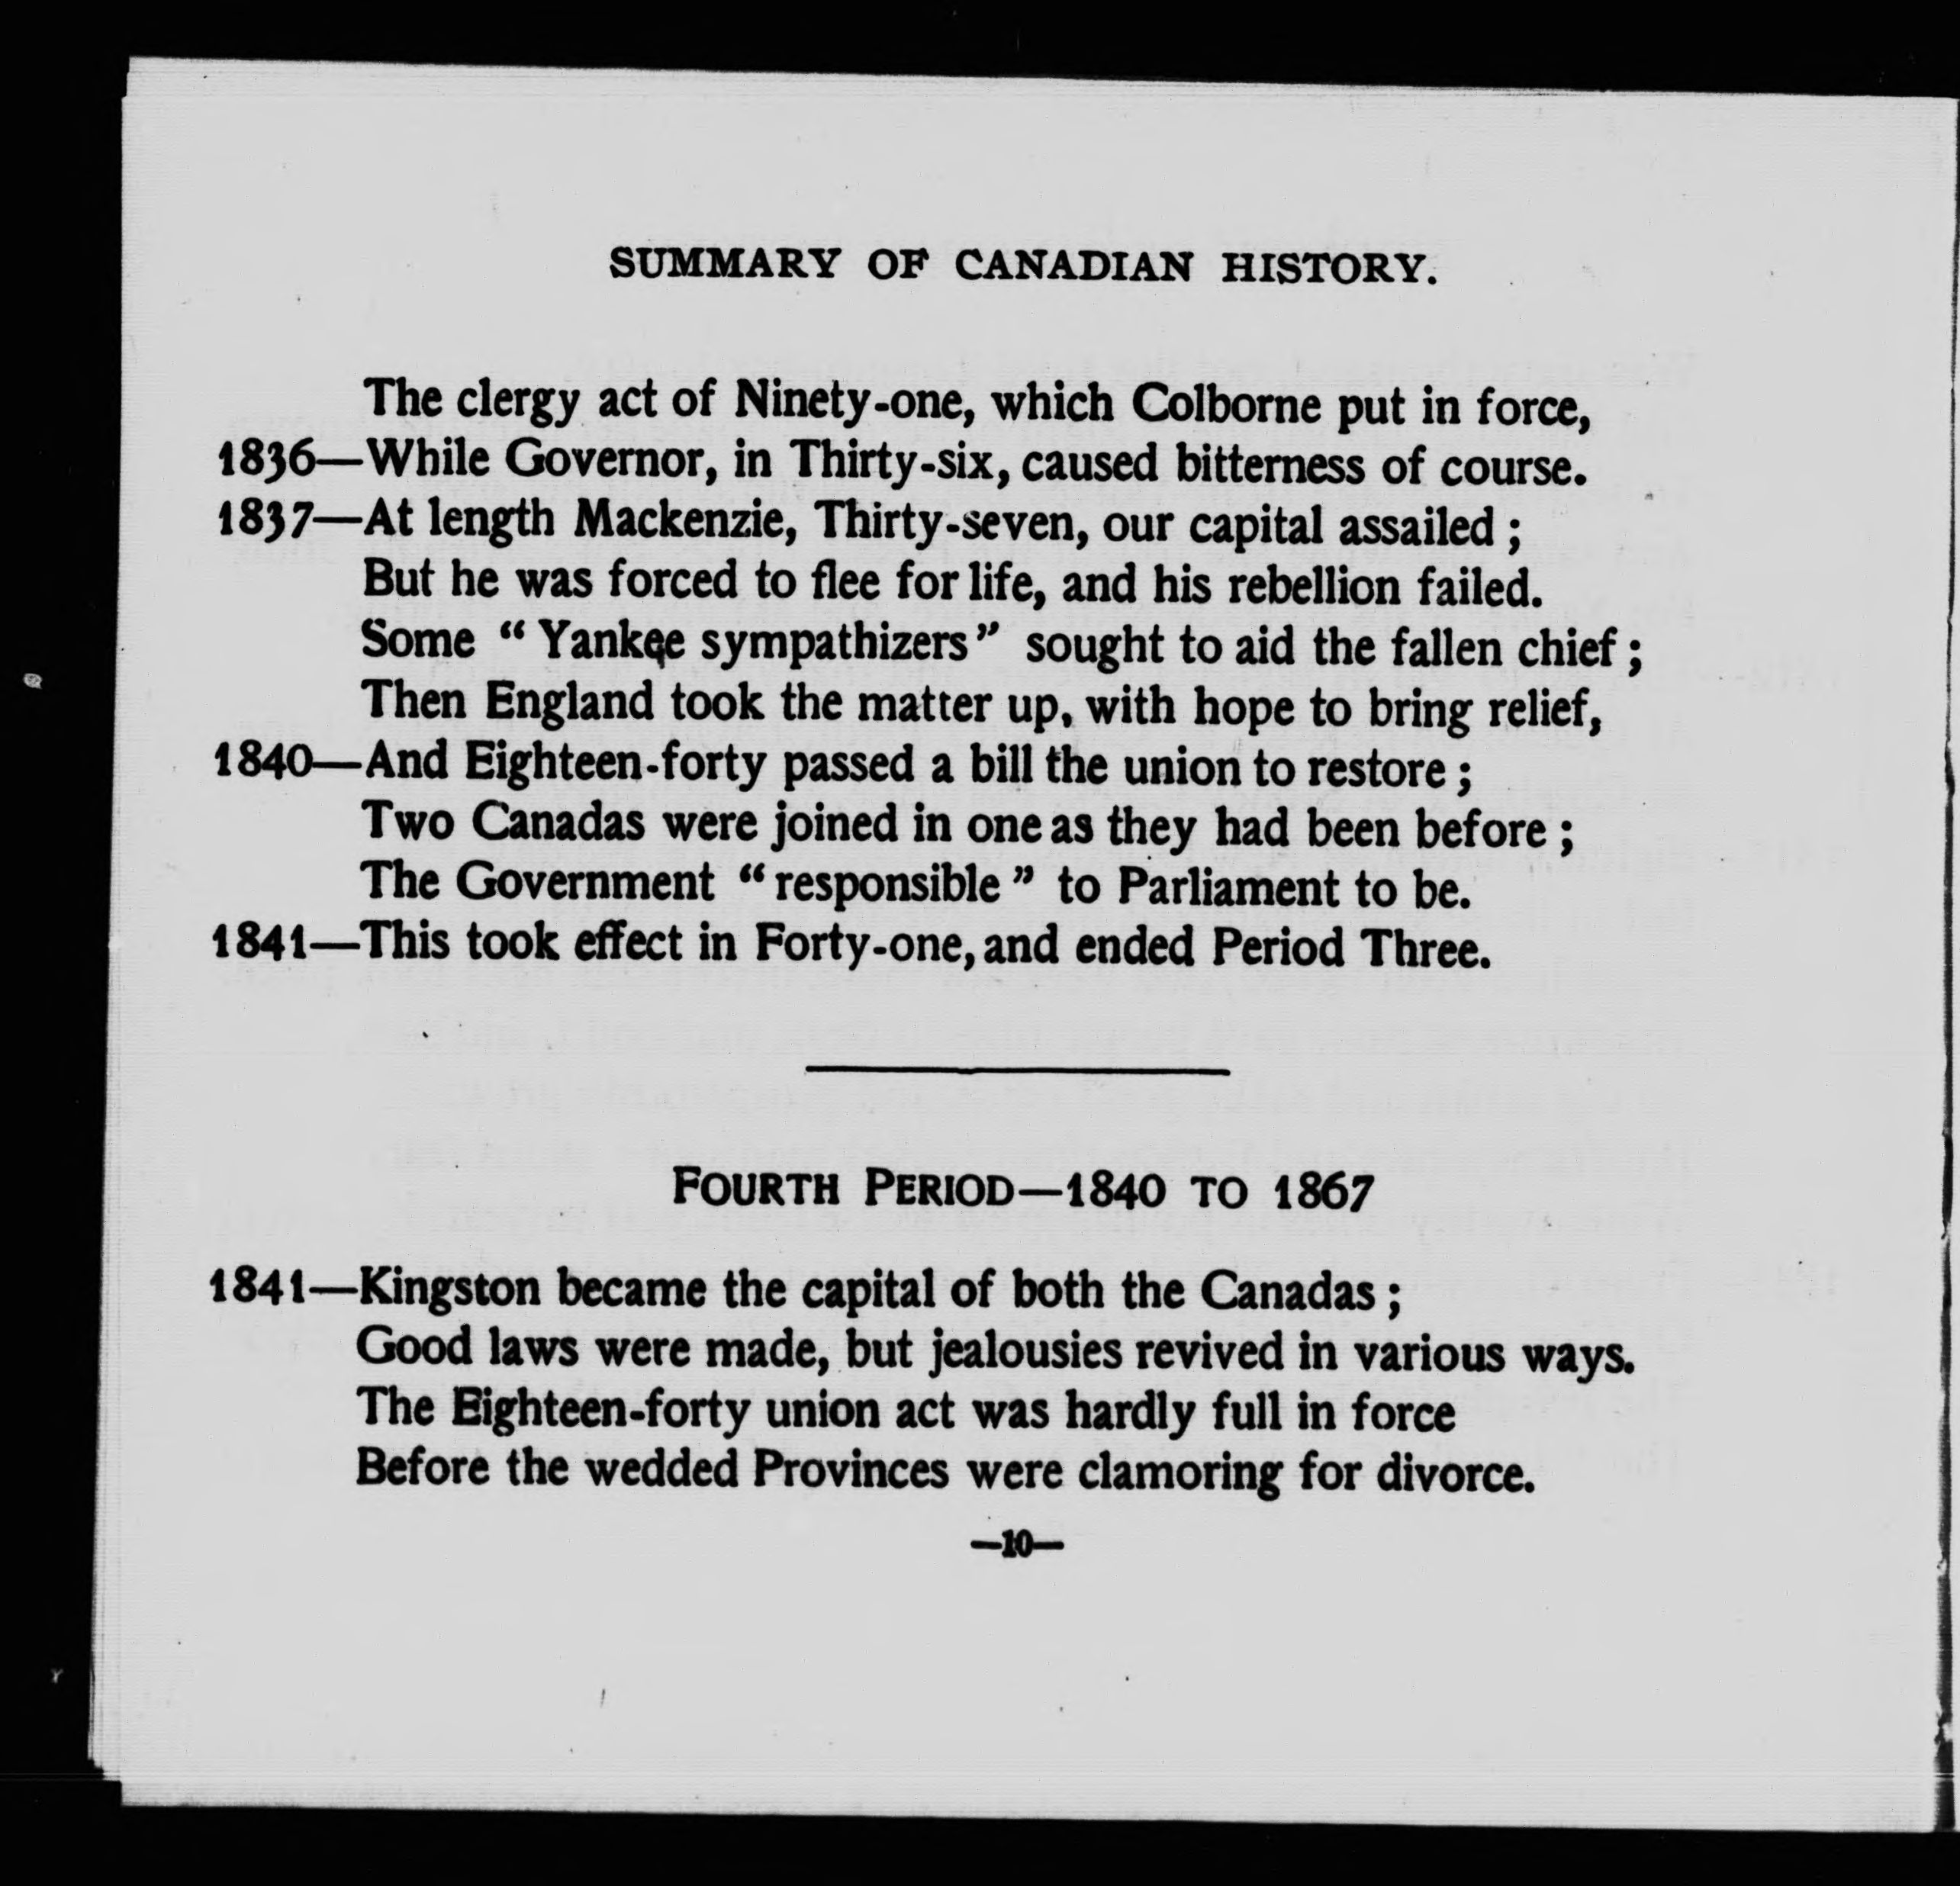 SUMMARY OF CANADIAN HISTORY.
The clergy act of Ninety-one, which Colborne put in force,
1836—While Governor, in Thirty-six, caused bitterness of course.
1837—At length Mackenzie, Thirty-seven, our capital assailed ;
But he was forced to flee for life, and his rebellion failed.
Some “ Yankee sympathizers ” sought to aid the fallen chief ;
Then England took the matter up, with hope to bring relief,
1840—And Eighteen-forty passed a bill the union to restore ;
Two Canadas were joined in one as they had been before ;
The Government “ responsible ” to Parliament to be.
1841—This took effect in Forty-one, and ended Period Three.
FOURTH PERIOD—1840 TO 1867
1841—Kingston became the capital of both the Canadas ;
Good laws were made, but jealousies revived in various ways.
The Eighteen-forty union act was hardly full in force
Before the wedded Provinces were clamoring for divorce.
—10—